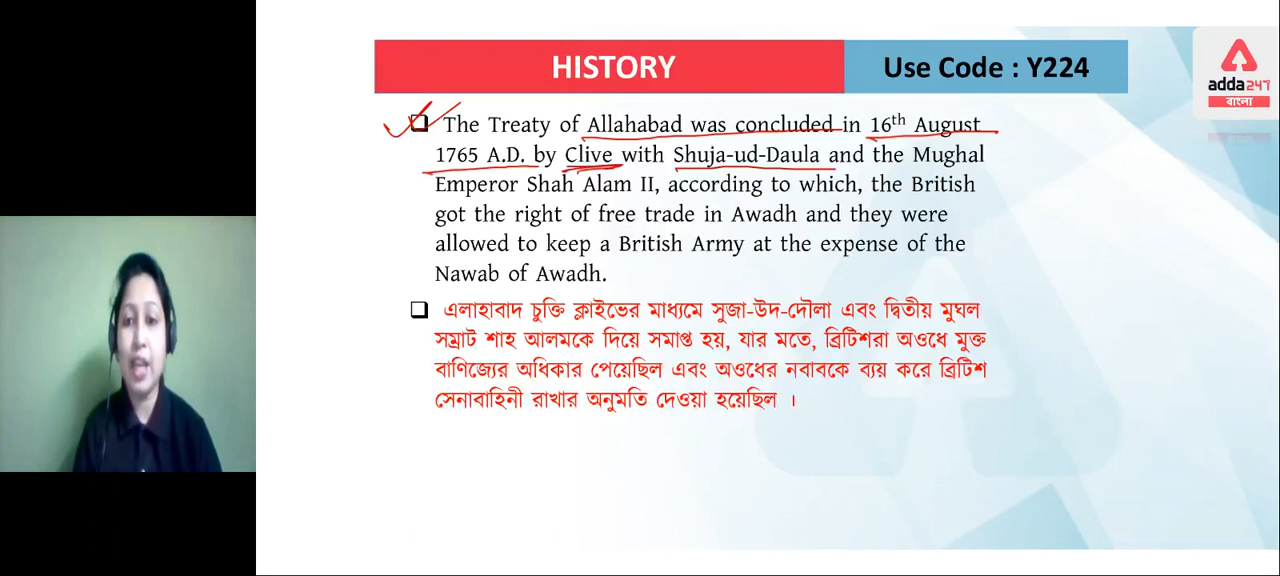 HISTORY
Use Code : Y224
adda247
বাংলা
The Treaty of Allahabad was concluded in 16th August
1765 A.D. by Clive with Shuja-ud-Daula and the Mughal
Emperor Shah Alam II, according to which, the British
got the right of free trade in Awadh and they were
allowed to keep a British Army at the expense of the
Nawab of Awadh.
এলাহাবাদ চুক্তি ক্লাইভের মাধ্যমে সুজা-উদ-দৌলা এবং দ্বিতীয় মুঘল
সম্রাট শাহ আলমকে দিয়ে সমাপ্ত হয়, যার মতে, ব্রিটিশরা অওধে মুক্ত
বাণিজ্যের অধিকার পেয়েছিল এবং অওধের নবাবকে ব্যয় করে ব্রিটিশ
সেনাবাহিনী রাখার অনুমতি দেওয়া হয়েছিল ।